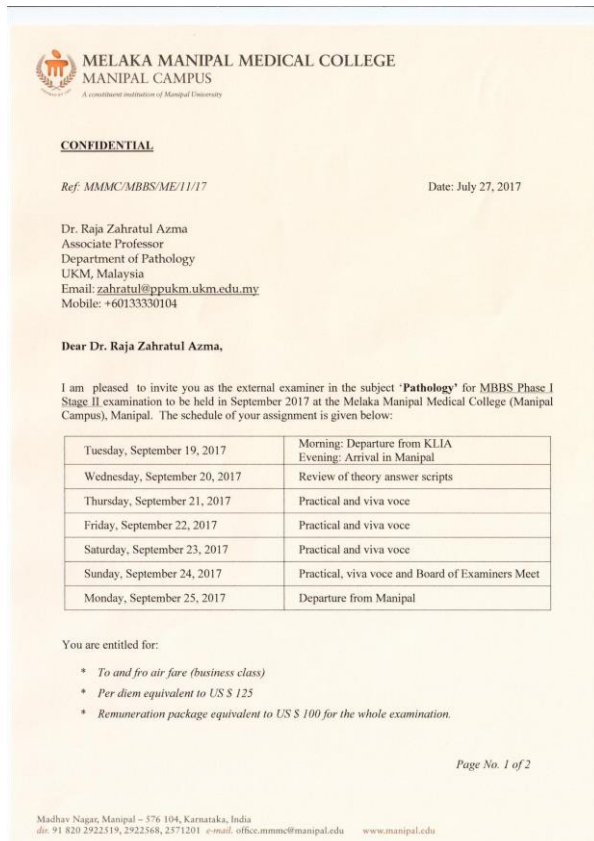 MELAKA MANIPAL MEDICAL COLLEGE
MANIPAL CAMPUS
A constituent institution of Manipal University
CONFIDENTIAL
Ref: MMMC/MBBS/ME/11/17 Date: July 27, 2017
Dr. Raja Zahratul Azma
Associate Professor
Department of Pathology
UKM, Malaysia
Email: zahratul@ppukm.ukm.edu.my
Mobile: +60133330104
Dear Dr. Raja Zahratul Azma,
I am pleased to invite you as the external examiner in the subject 'Pathology' for MBBS Phase I
Stage II examination to be held in September 2017 at the Melaka Manipal Medical College (Manipal
Campus), Manipal. The schedule of your assignment is given below:
Tuesday, September 19, 2017 Morning: Departure from KLIA
Evening: Arrival in Manipal
Wednesday, September 20, 2017 Review of theory answer scripts
Thursday, September 21, 2017 Practical and viva voce
Friday, September 22, 2017 Practical and viva voce
Saturday, September 23, 2017 Practical and viva voce
Sunday, September 24, 2017 Practical, viva voce and Board of Examiners Meet
Monday, September 25, 2017 Departure from Manipal
You are entitled for:
* To and fro air fare (business class)
* Per diem equivalent to US $ 125
* Remuneration package equivalent to US $ 100 for the whole examination.
Page No. 1 of 2
Madhav Nagar, Manipal – 576 104, Karnataka, India
dir. 91 820 2922519, 2922568, 2571201 e-mail. office.mmmc@manipal.edu www.manipal.edu